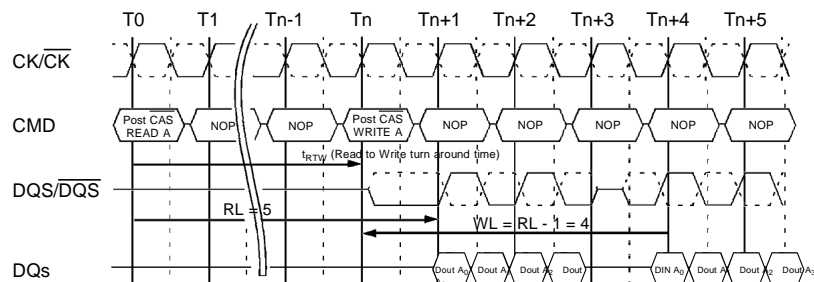 T0 T1 Tn-1 Tn Tn+1 Tn+2 Tn+3 Tn+4 Tn+5
CK/CK
CMD
Post CAS
READ A
NOP
NOP
Post CAS
WRITE A
NOP
NOP
NOP
NOP
NOP
tRTW (Read to Write turn around time)
DQS/DQS
RL = 5
WL = RL - 1 = 4
DQs
Dout A0 Dout A Dout A2 Dout DIN A0 Dout A Dout A2 Dout A3